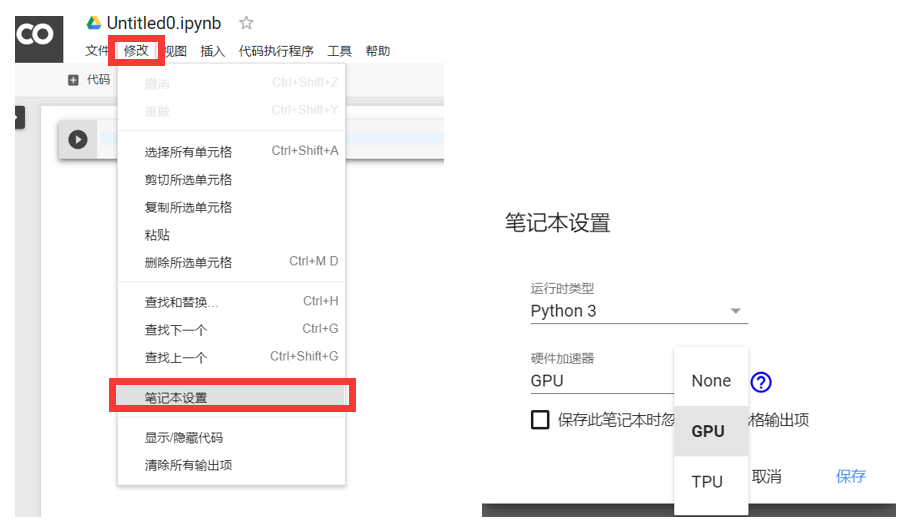 CO
Untitled0.ipynb
文件 修改 视图 插入 代码执行程序 工具 帮助
代码
撤消 Ctrl+Shift+Z
重做 Ctrl+Shift+Y
选择所有单元格 Ctrl+Shift+A
剪切所选单元格
复制所选单元格
粘贴
删除所选单元格 Ctrl+M D
查找和替换... Ctrl+H
查找下一个 Ctrl+G
查找上一个 Ctrl+Shift+G
笔记本设置
显示/隐藏代码
清除所有输出项
笔记本设置
运行时类型
Python 3
硬件加速器
GPU
None
GPU
TPU
保存此笔记本时忽 格输出项
取消 保存